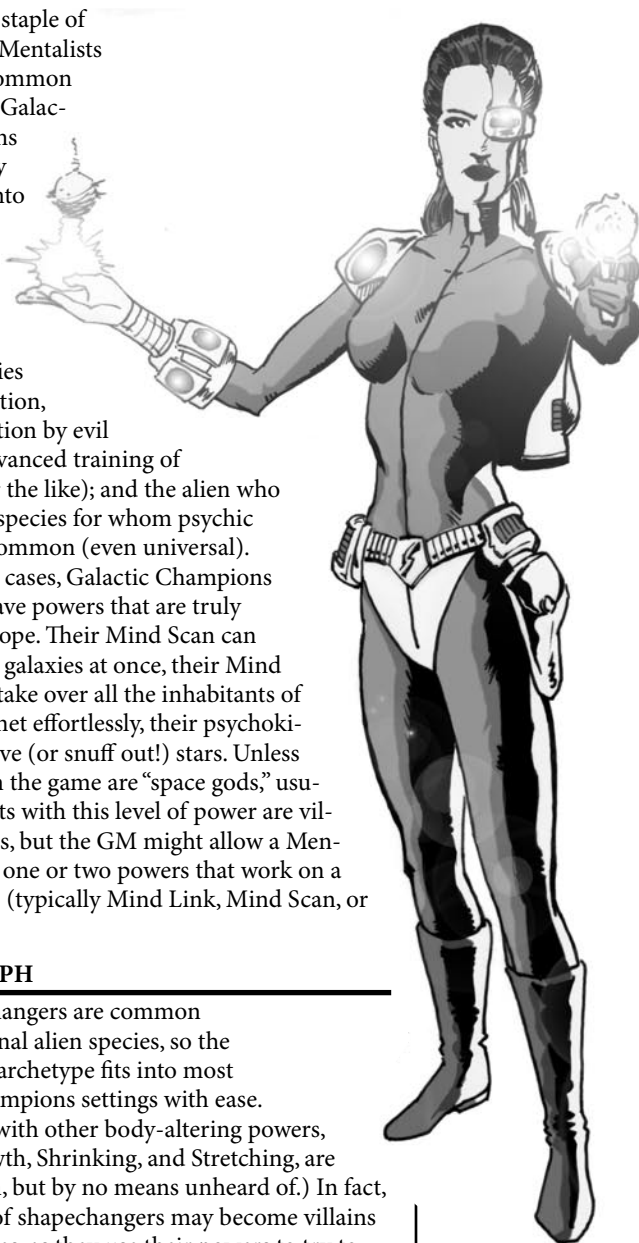 staple of
Mentalists
ommon
Galac-
ns
y
nto
ies
tion,
tion by evil
vanced training of
the like); and the alien who
species for whom psychic
ommon (even universal).
cases, Galactic Champions
ave powers that are truly
ope. Their Mind Scan can
galaxies at once, their Mind
take over all the inhabitants of
net effortlessly, their psychoki-
ve (or snuff out!) stars. Unless
n the game are “space gods,” usu-
ts with this level of power are vil-
s, but the GM might allow a Men-
one or two powers that work on a
(typically Mind Link, Mind Scan, or
PH
hangers are common
nal alien species, so the
archetype fits into most
mpions settings with ease.
with other body-altering powers,
wth, Shrinking, and Stretching, are
, but by no means unheard of.) In fact,
of shapechangers may become villains